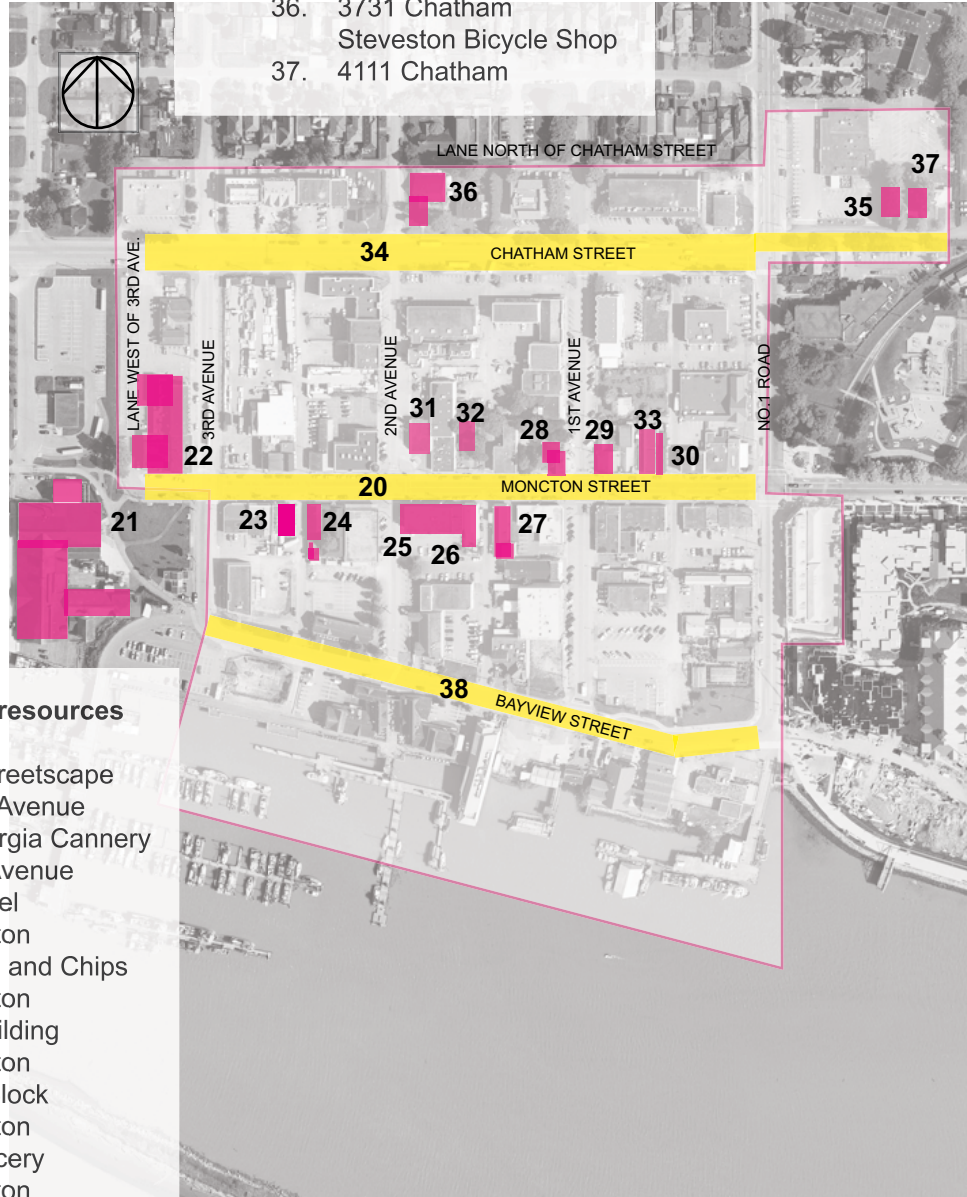 36. 3731 Chatham
Steveston Bicycle Shop
37. 4111 Chatham
LANE NORTH OF CHATHAM STREET
37
36
35
34
CHATHAM STREET
LANE WEST OF 3RD AVE.
3RD AVENUE
2ND AVENUE
1ST AVENUE
NO.1 ROAD
31
32
28
29
33
30
22
20
MONCTON STREET
21
23
24
25
26
27
38
BAYVIEW STREET
resources
reetscape
Avenue
rgia Cannery
venue
el
ton
and Chips
ton
ilding
ton
lock
ton
cery
ton